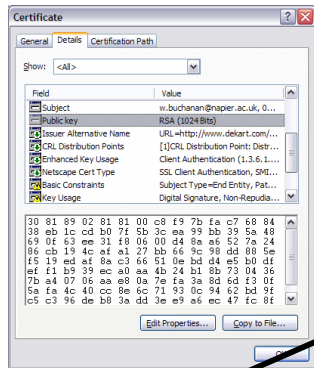 Certificate
General Details Certification Path
Show: <All>
Field Value
Subject w.buchanan@napier.ac.uk, 0...
Public key RSA (1024 Bits)
Issuer Alternative Name URL=http://www.dekart.com/...
CRL Distribution Points [1]CRL Distribution Point: Distr...
Enhanced Key Usage Client Authentication (1.3.6.1....
Netscape Cert Type SSL Client Authentication, SMI...
Basic Constraints Subject Type=End Entity, Pat...
Key Usage Digital Signature, Non-Repudia...
30 81 89 02 81 81 00 c8 f9 7b fa c7 68 84
38 eb 1c cd b0 7f 5b 3c ea 99 bb 39 5a 48
69 0f 63 ee 31 f8 06 00 d4 8a a6 52 7a 24
86 cb 19 4c af a1 27 bb 66 9c 98 dd 88 5e
f5 19 ed af 8a c3 66 51 0e bd d4 e5 b0 df
ef f1 b9 39 ec a0 aa 4b 24 b1 8b 73 04 36
7b a4 07 06 aa e8 0a 7e fa 3a 8d 6d f3 0f
5a fa 4c 40 cc 8e 6c 71 93 0c 94 62 bd 9f
c5 c3 96 de b8 3a dd 3e e9 a6 ec 47 fc 8f
Edit Properties... Copy to File...